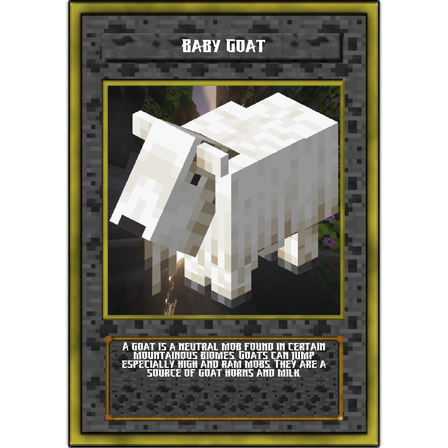 BABY GOAT
A GOAT IS A NEUTRAL MOB FOUND IN CERTAIN
MOUNTAINOUS BIOMES. GOATS CAN JUMP
ESPECIALLY HIGH AND RAM MOBS. THEY ARE A
SOURCE OF GOAT HORNS AND MILK